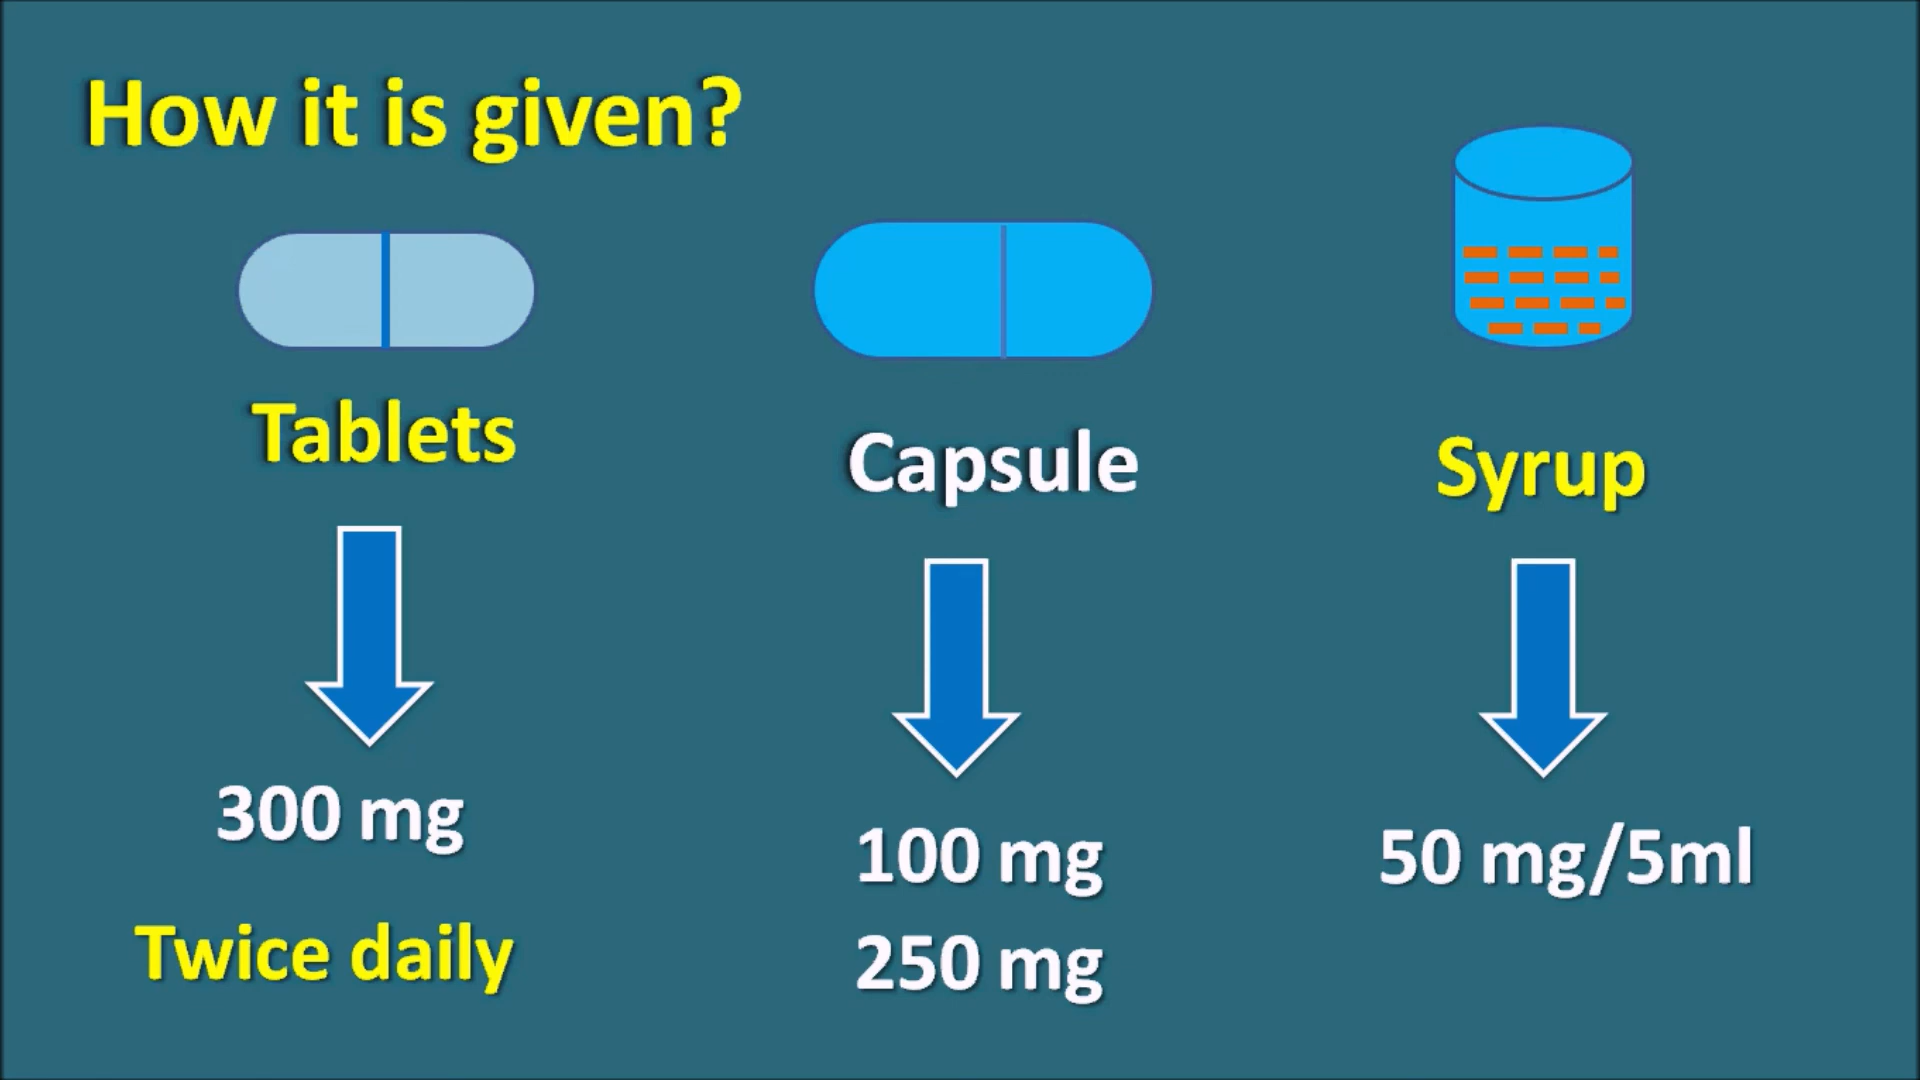 How it is given?
Tablets
300 mg
Twice daily
Capsule
100 mg
250 mg
Syrup
50 mg/5ml